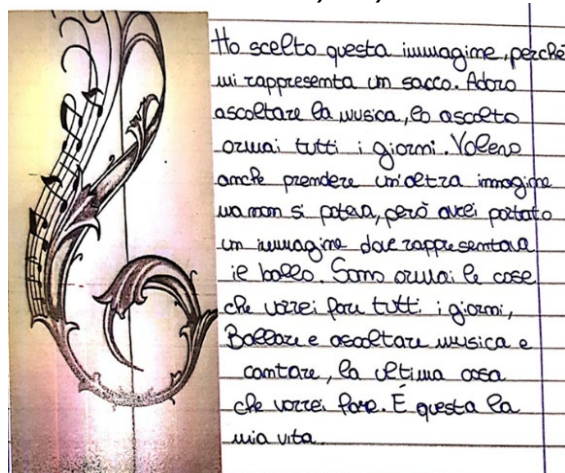 Ho scelto questa immagine, perchè
mi rappresenta un sacco. Adoro
ascoltare la musica, lo ascolto
ormai tutti i giorni. Volevo
anche prendere un'altra immagine
ma non si poteva, però avrei portato
un immagine dove rappresentava
il ballo. Sono ormai le cose
che vorrei fare tutti i giorni,
Ballare e ascoltare musica e
cantare, la ultima cosa
che vorrei fare. É questa la
mia vita.